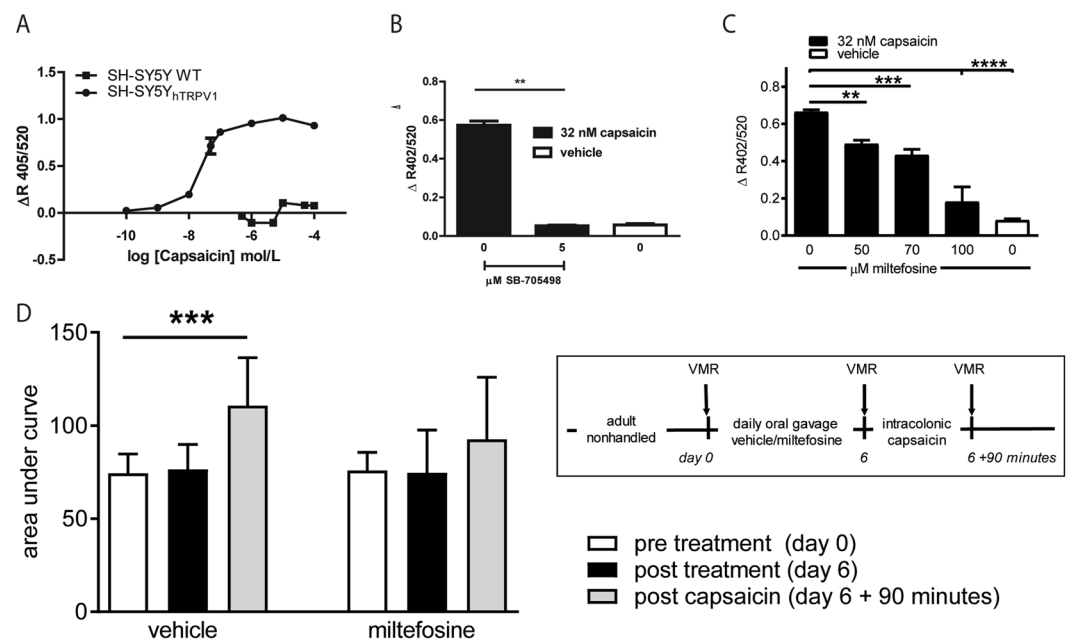 A
SH-SY5Y WT
SH-SY5YhTRPV1
1.5
1.0
0.5
0.0
-0.5
ΔR 405/520
-10
-8
-6
-4
log [Capsaicin] mol/L
B
**
0.8
0.6
0.4
0.2
0.0
Δ R402/520
32 nM capsaicin
vehicle
0
5
0
μM SB-705498
C
32 nM capsaicin
vehicle
****
***
**
0.8
0.6
0.4
0.2
0.0
Δ R402/520
0
50
70
100
0
μM miltefosine
D
***
150
100
50
0
area under curve
vehicle
miltefosine
VMR
VMR
VMR
adult
nonhandled
daily oral gavage
vehicle/miltefosine
intracolonic
capsaicin
day 0
6
6 +90 minutes
pre treatment (day 0)
post treatment (day 6)
post capsaicin (day 6 + 90 minutes)